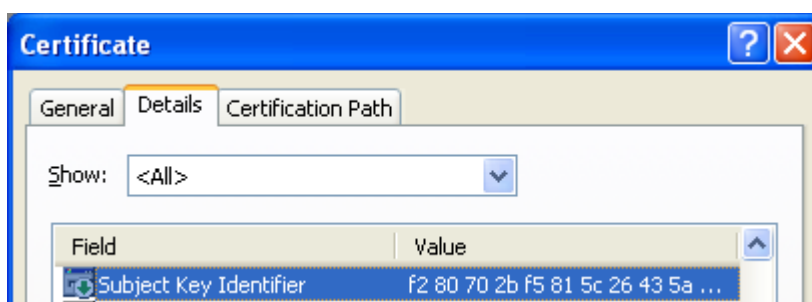 Certificate
General Details Certification Path
Show: <All>
Field Value
Subject Key Identifier f2 80 70 2b f5 81 5c 26 43 5a ...